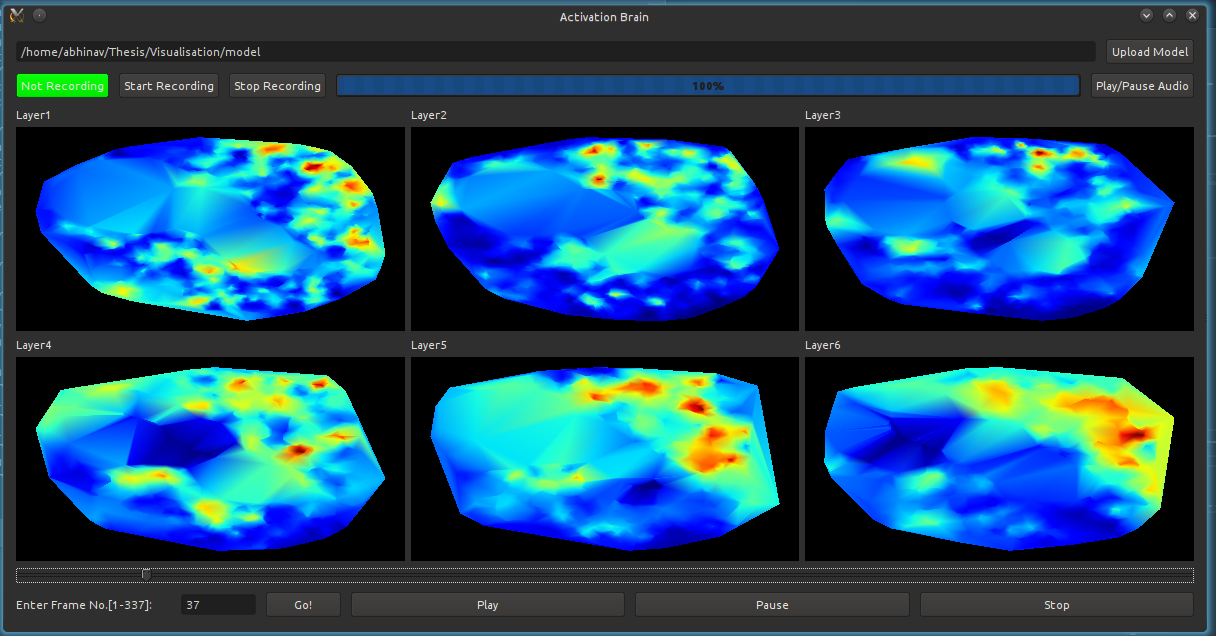 Activation Brain
/home/abhinav/Thesis/Visualisation/model Upload Model
Not Recording Start Recording Stop Recording 100% Play/Pause Audio
Layer1 Layer2 Layer3
Layer4 Layer5 Layer6
Enter Frame No.[1-337]: 37 Go! Play Pause Stop